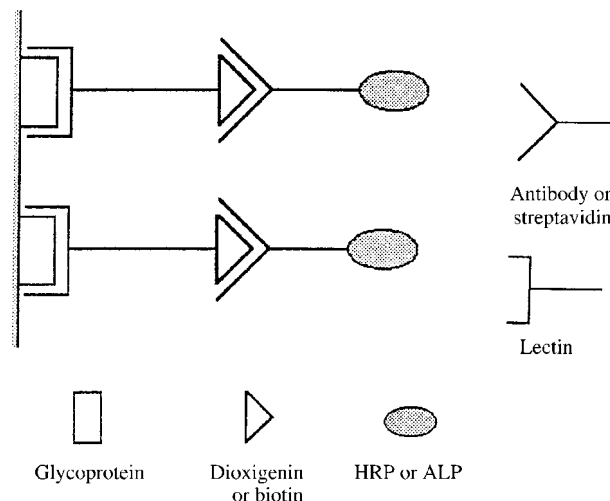 Antibody or
streptavidin
Lectin
Glycoprotein
Dioxigenin
or biotin
HRP or ALP